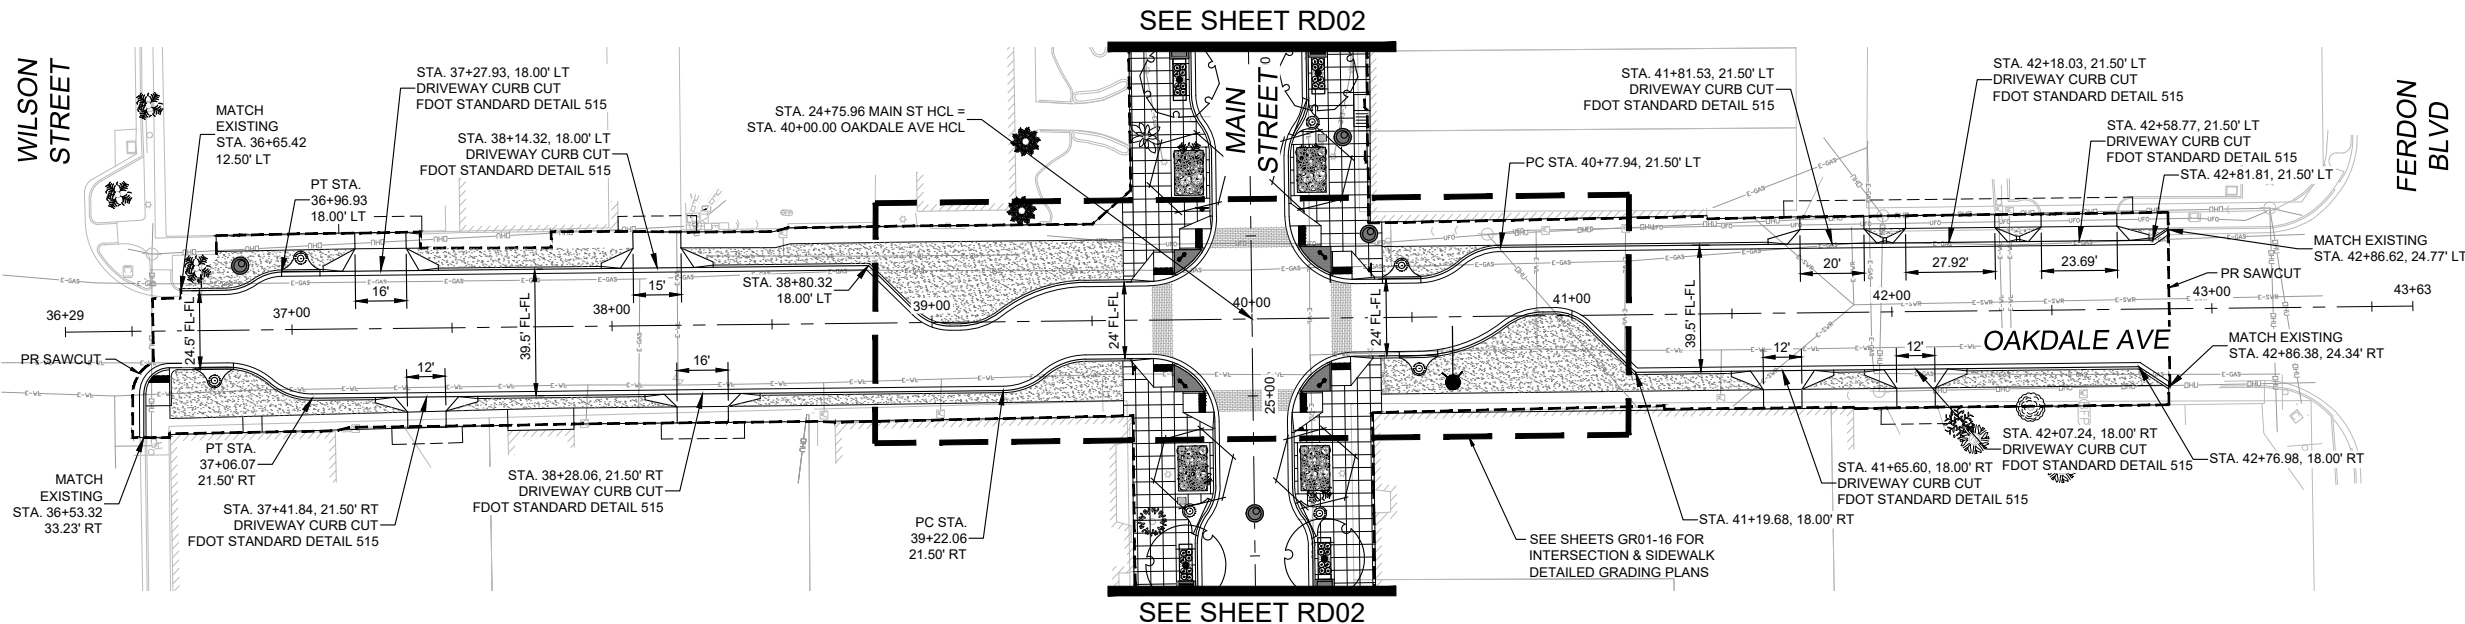 SEE SHEET RD02
WILSON
STREET
MATCH
EXISTING
STA. 36+65.42
12.50' LT
PT STA.
36+96.93
18.00' LT
STA. 37+27.93, 18.00' LT
DRIVEWAY CURB CUT
FDOT STANDARD DETAIL 515
STA. 38+14.32, 18.00' LT
DRIVEWAY CURB CUT
FDOT STANDARD DETAIL 515
STA. 24+75.96 MAIN ST HCL =
STA. 40+00.00 OAKDALE AVE HCL
MAIN
STREET
PC STA. 40+77.94, 21.50' LT
STA. 41+81.53, 21.50' LT
DRIVEWAY CURB CUT
FDOT STANDARD DETAIL 515
STA. 42+18.03, 21.50' LT
DRIVEWAY CURB CUT
FDOT STANDARD DETAIL 515
STA. 42+58.77, 21.50' LT
DRIVEWAY CURB CUT
FDOT STANDARD DETAIL 515
STA. 42+81.81, 21.50' LT
FERDON
BLVD
MATCH EXISTING
STA. 42+86.62, 24.77' LT
PR SAWCUT
STA. 38+80.32
18.00' LT
16'
15'
20'
27.92'
23.69'
36+29
37+00
38+00
39+00
40+00
41+00
42+00
43+00
43+63
24.5' FL-FL
39.5' FL-FL
24' FL-FL
24' FL-FL
39.5' FL-FL
25+00
OAKDALE AVE
PR SAWCUT
12'
16'
12'
12'
MATCH EXISTING
STA. 42+86.38, 24.34' RT
MATCH
EXISTING
STA. 36+53.32
33.23' RT
PT STA.
37+06.07
21.50' RT
STA. 37+41.84, 21.50' RT
DRIVEWAY CURB CUT
FDOT STANDARD DETAIL 515
STA. 38+28.06, 21.50' RT
DRIVEWAY CURB CUT
FDOT STANDARD DETAIL 515
PC STA.
39+22.06
21.50' RT
SEE SHEETS GR01-16 FOR
INTERSECTION & SIDEWALK
DETAILED GRADING PLANS
STA. 41+19.68, 18.00' RT
STA. 41+65.60, 18.00' RT
DRIVEWAY CURB CUT
FDOT STANDARD DETAIL 515
STA. 42+07.24, 18.00' RT
DRIVEWAY CURB CUT
FDOT STANDARD DETAIL 515
STA. 42+76.98, 18.00' RT
SEE SHEET RD02